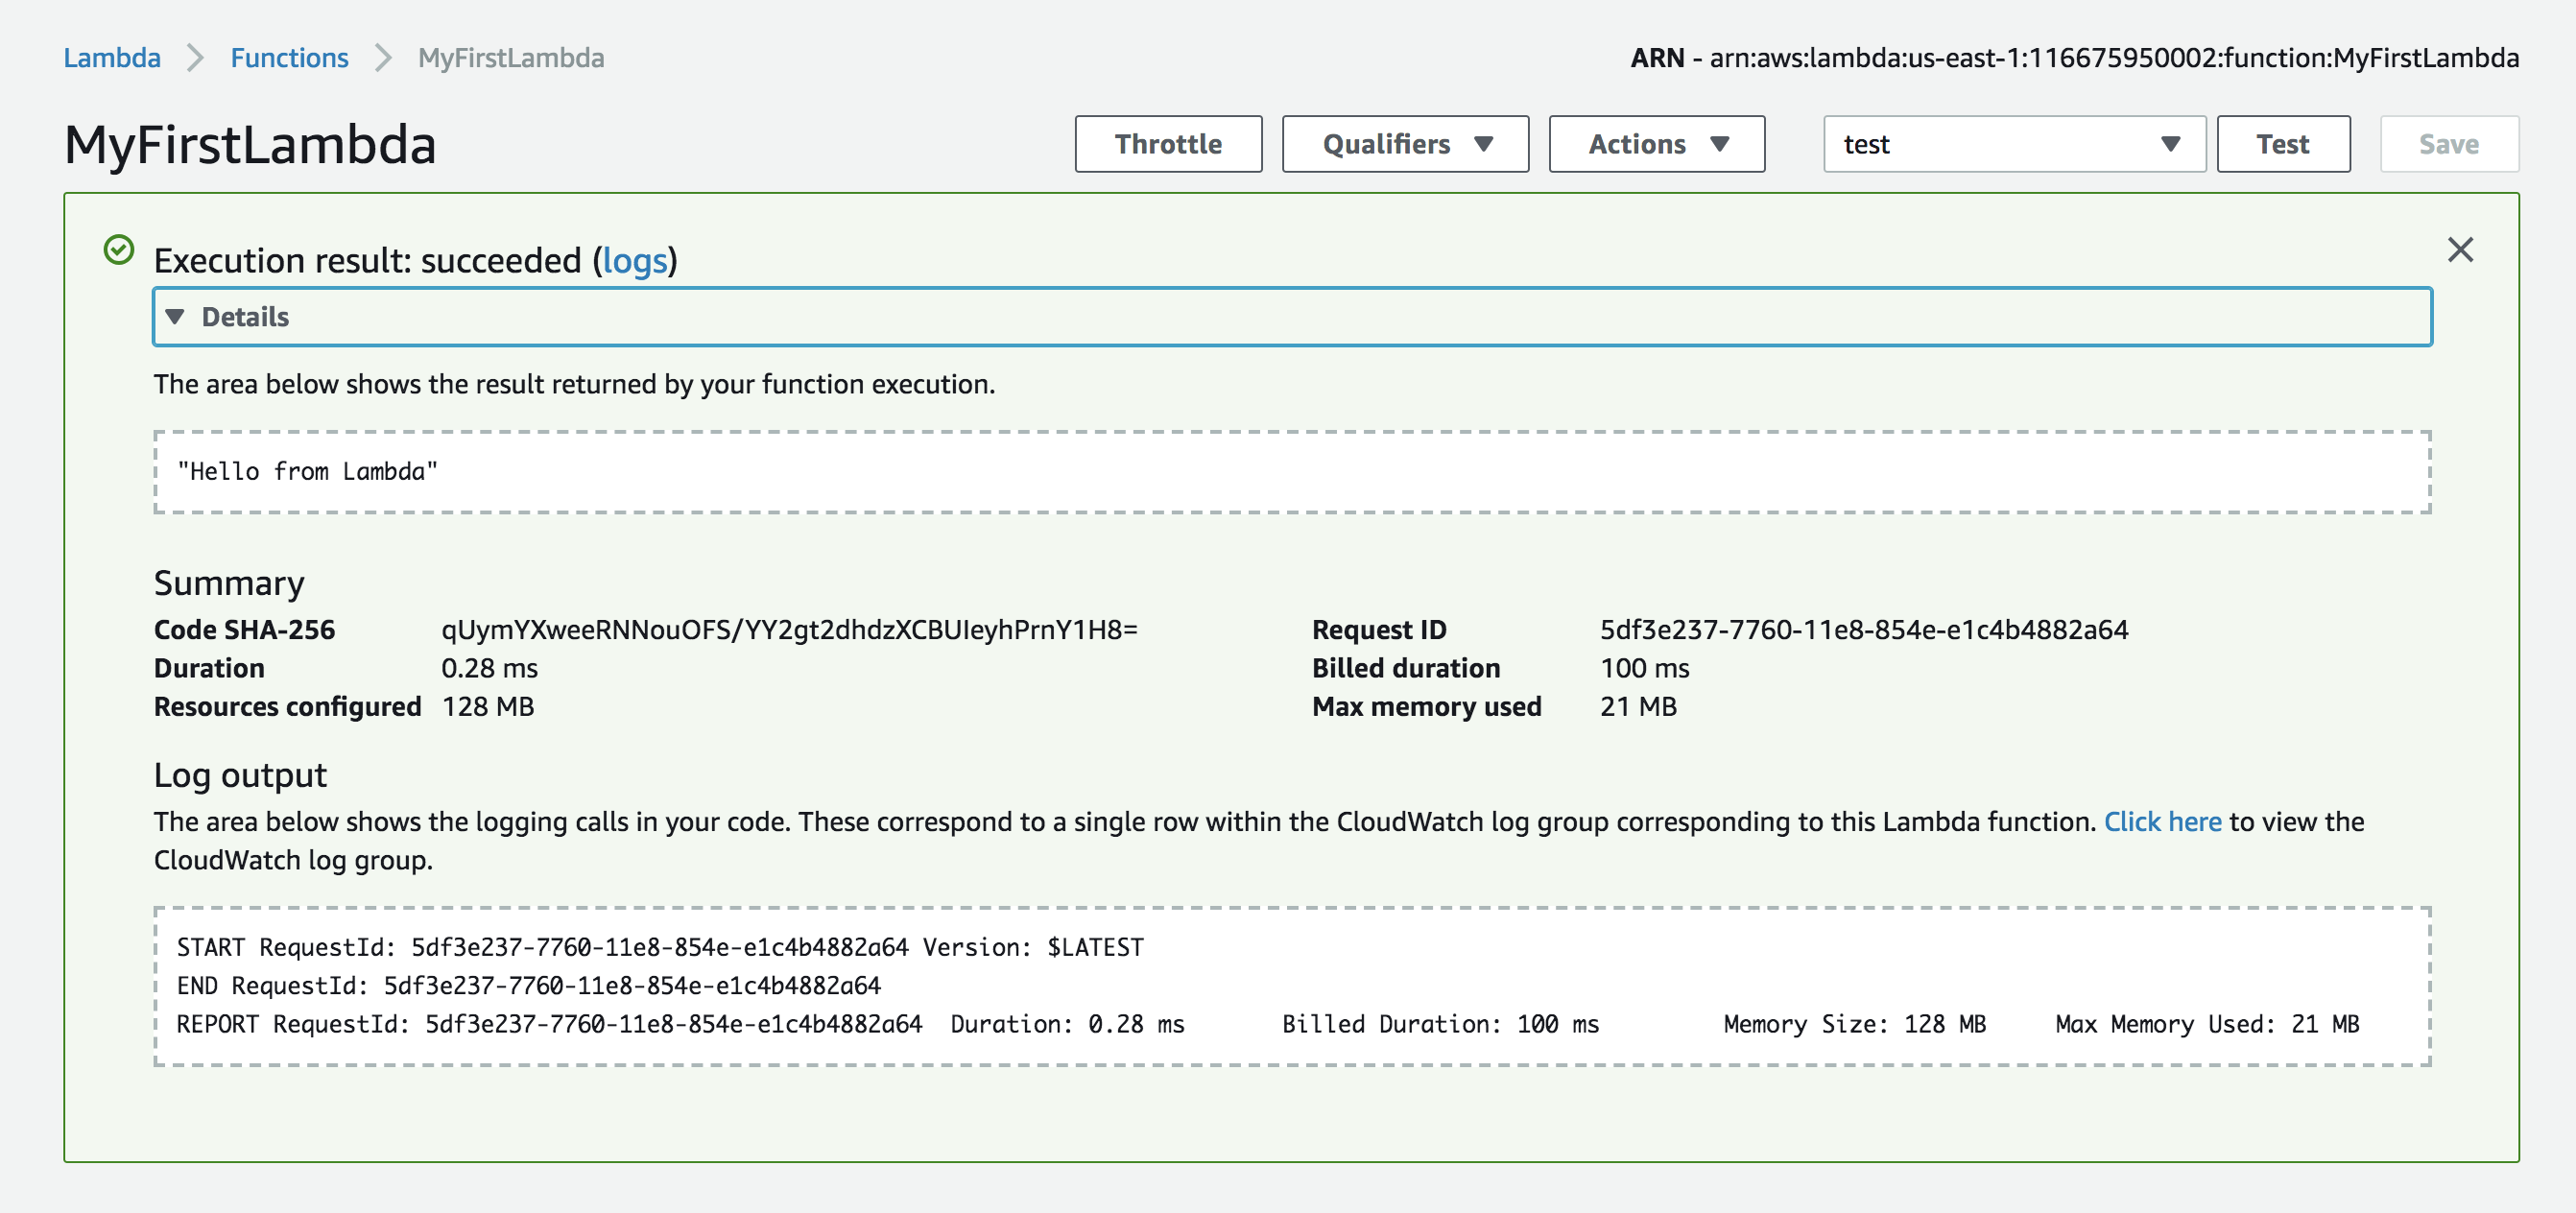 Lambda Functions MyFirstLambda
ARN - arn:aws:lambda:us-east-1:116675950002:function:MyFirstLambda
MyFirstLambda
Throttle Qualifiers Actions test Test Save
Execution result: succeeded (logs)
Details
The area below shows the result returned by your function execution.
"Hello from Lambda"
Summary
Code SHA-256 qUymYXweeRNNouOFS/YY2gt2dhdzXCBUIeyhPrnY1H8= Request ID 5df3e237-7760-11e8-854e-e1c4b4882a64
Duration 0.28 ms Billed duration 100 ms
Resources configured 128 MB Max memory used 21 MB
Log output
The area below shows the logging calls in your code. These correspond to a single row within the CloudWatch log group corresponding to this Lambda function. Click here to view the
CloudWatch log group.
START RequestId: 5df3e237-7760-11e8-854e-e1c4b4882a64 Version: $LATEST
END RequestId: 5df3e237-7760-11e8-854e-e1c4b4882a64
REPORT RequestId: 5df3e237-7760-11e8-854e-e1c4b4882a64 Duration: 0.28 ms Billed Duration: 100 ms Memory Size: 128 MB Max Memory Used: 21 MB